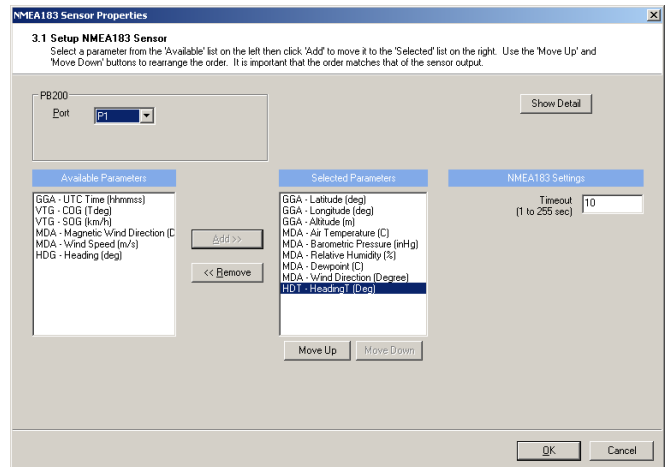 NMEA183 Sensor Properties
3.1 Setup NMEA183 Sensor
Select a parameter from the 'Available' list on the left then click 'Add' to move it to the 'Selected' list on the right. Use the 'Move Up' and
'Move Down' buttons to rearrange the order. It is important that the order matches that of the sensor output.
PB200
Port P1
Show Detail
Available Parameters
GGA - UTC Time (hhmmss)
VTG - COG (Tdeg)
VTG - SOG (km/h)
MDA - Magnetic Wind Direction (D
MDA - Wind Speed (m/s)
HDG - Heading (deg)
Add >>
<< Remove
Selected Parameters
GGA - Latitude (deg)
GGA - Longitude (deg)
GGA - Altitude (m)
MDA - Air Temperature (C)
MDA - Barometric Pressure (inHg)
MDA - Relative Humidity (%)
MDA - Dewpoint (C)
MDA - Wind Direction (Degree)
HDT - HeadingT (Deg)
Move Up
Move Down
NMEA183 Settings
Timeout 10
(1 to 255 sec)
OK
Cancel